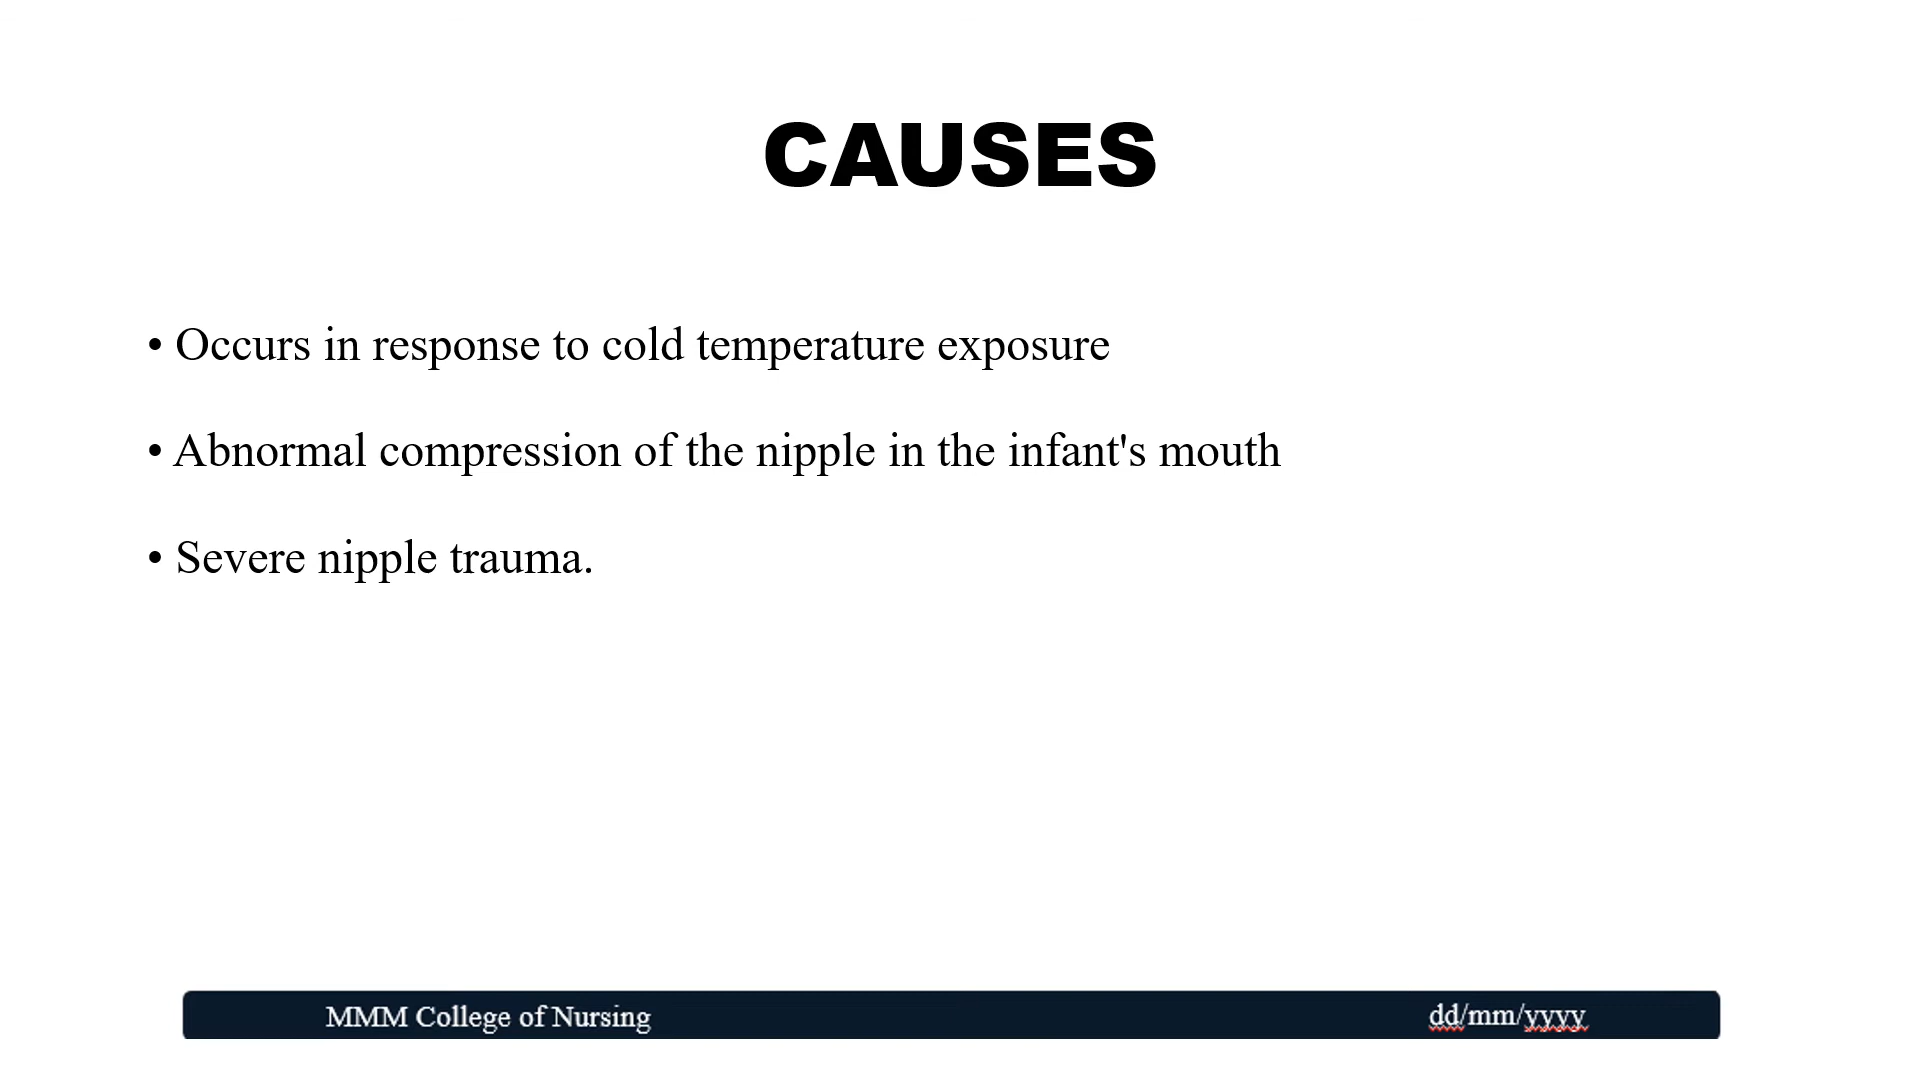 CAUSES
• Occurs in response to cold temperature exposure
• Abnormal compression of the nipple in the infant's mouth
• Severe nipple trauma.
MMM College of Nursing
dd/mm/yyyy